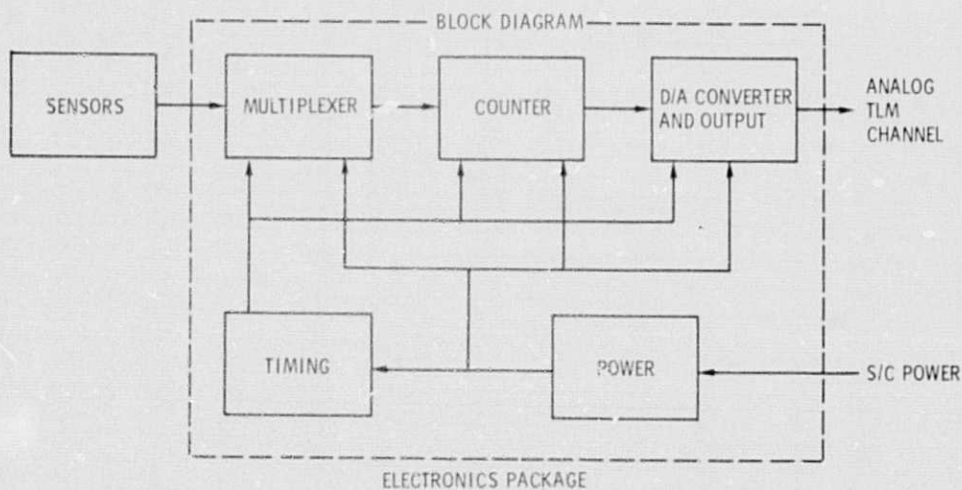 BLOCK DIAGRAM
SENSORS
MULTIPLEXER
COUNTER
D/A CONVERTER
AND OUTPUT
ANALOG
TLM
CHANNEL
TIMING
POWER
S/C POWER
ELECTRONICS PACKAGE